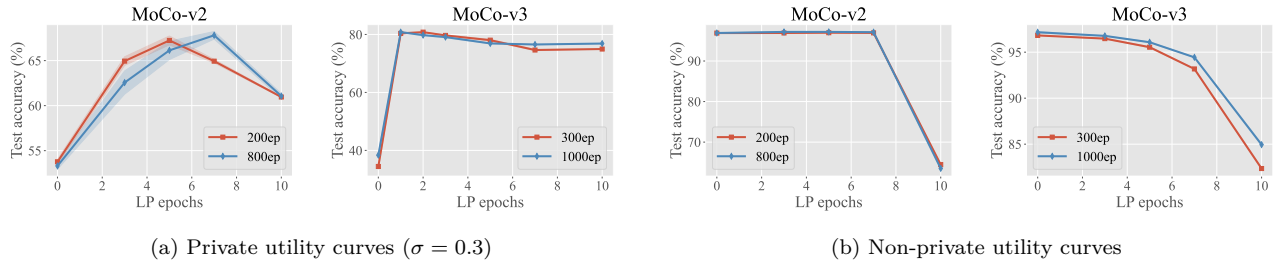 MoCo-v2
Test accuracy (%)
65
60
55
0 2 4 6 8 10
LP epochs
200ep
800ep
MoCo-v3
Test accuracy (%)
80
60
40
0 2 4 6 8 10
LP epochs
300ep
1000ep
(a) Private utility curves (σ = 0.3)
MoCo-v2
Test accuracy (%)
90
80
70
0 2 4 6 8 10
LP epochs
200ep
800ep
MoCo-v3
Test accuracy (%)
95
90
85
0 2 4 6 8 10
LP epochs
300ep
1000ep
(b) Non-private utility curves